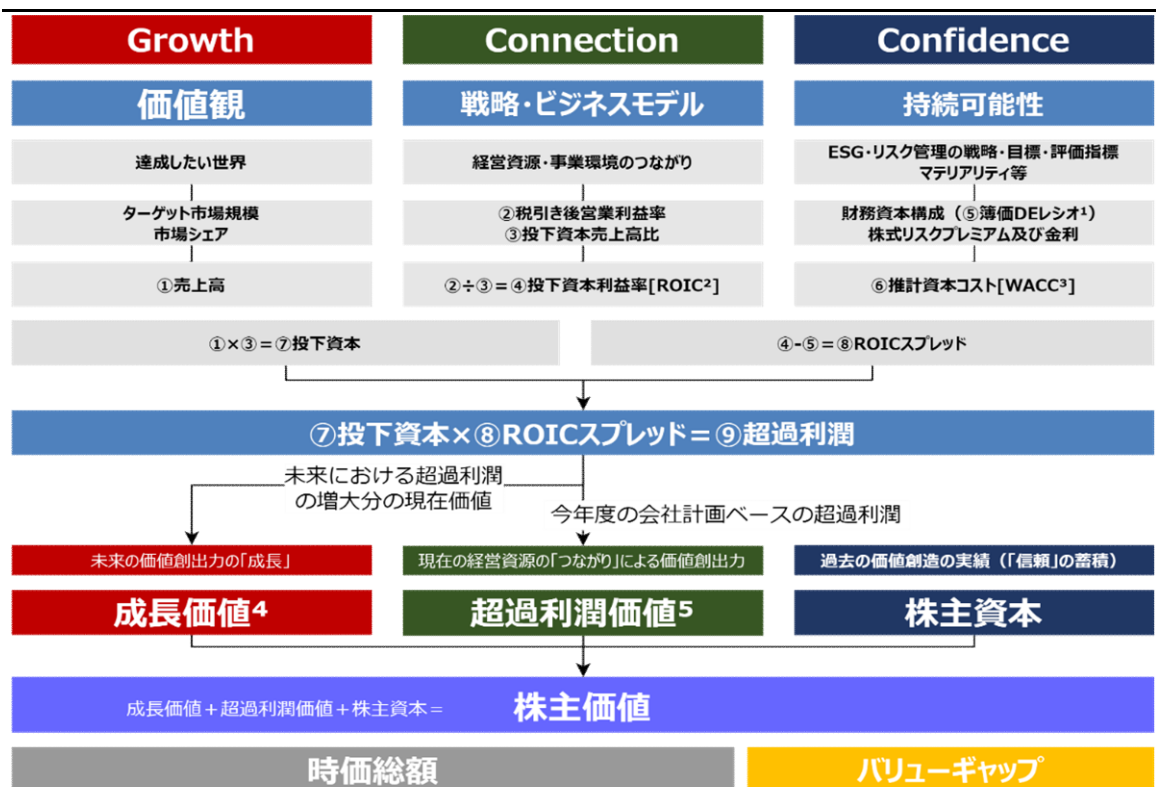 Growth
Connection
Confidence
価値観
戦略・ビジネスモデル
持続可能性
達成したい世界
経営資源・事業環境のつながり
ESG・リスク管理の戦略・目標・評価指標
マテリアリティ等
ターゲット市場規模
市場シェア
②税引き後営業利益率
③投下資本売上高比
財務資本構成（⑤簿価DEレシオ¹）
株式リスクプレミアム及び金利
①売上高
②÷③＝④投下資本利益率[ROIC²]
⑥推計資本コスト[WACC³]
①×③＝⑦投下資本
④-⑤＝⑧ROICスプレッド
⑦投下資本×⑧ROICスプレッド＝⑨超過利潤
未来における超過利潤
の増大分の現在価値
今年度の会社計画ベースの超過利潤
未来の価値創出力の「成長」
現在の経営資源の「つながり」による価値創出力
過去の価値創造の実績（「信頼」の蓄積）
成長価値⁴
超過利潤価値⁵
株主資本
成長価値＋超過利潤価値＋株主資本＝ 株主価値
時価総額
バリューギャップ